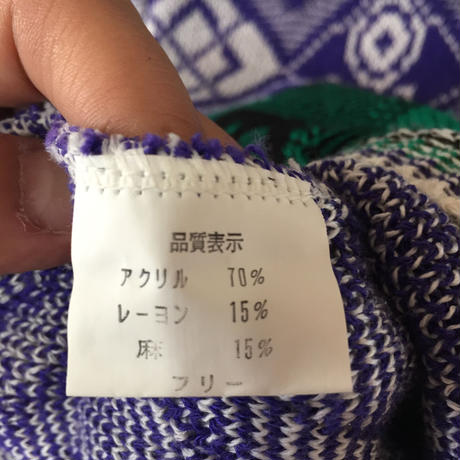 品質表示
アクリル 70%
レーヨン 15%
麻 15%
フリー